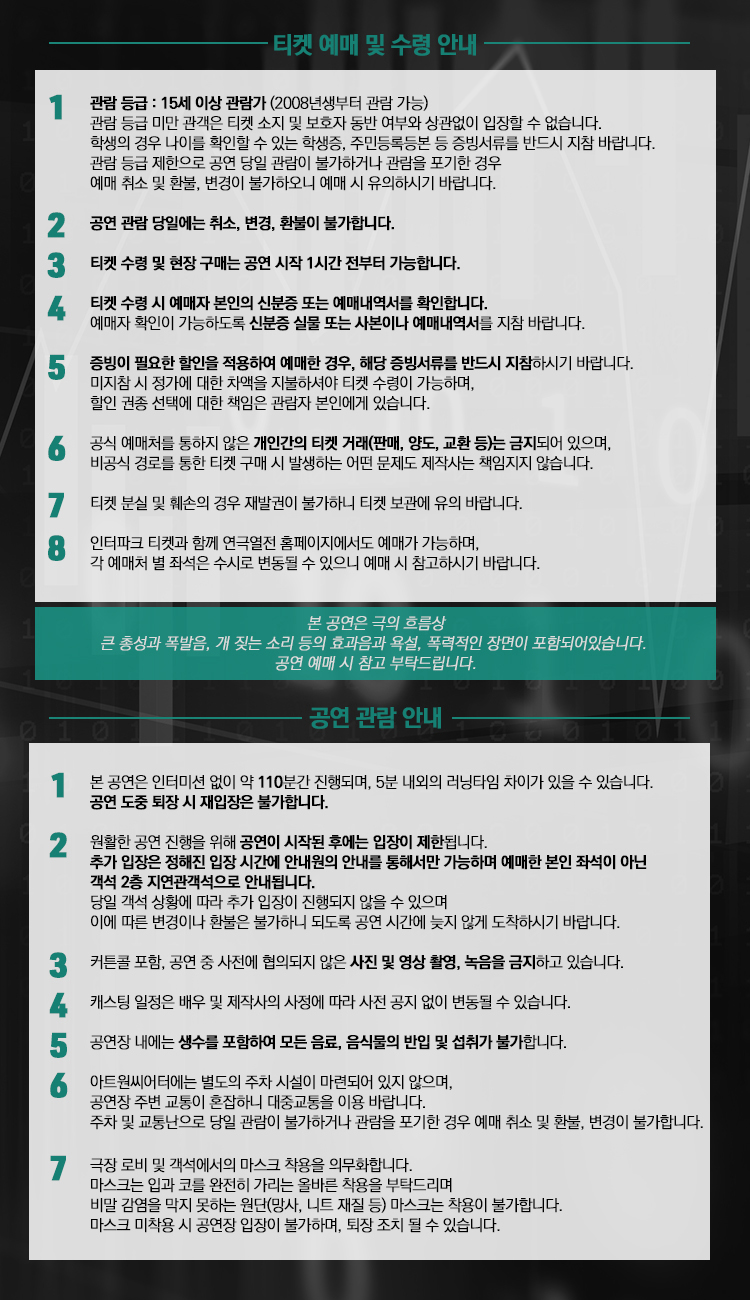 티켓 예매 및 수령 안내
1 관람 등급 : 15세 이상 관람가 (2008년생부터 관람 가능)
관람 등급 미만 관객은 티켓 소지 및 보호자 동반 여부와 상관없이 입장할 수 없습니다.
학생의 경우 나이를 확인할 수 있는 학생증, 주민등록등본 등 증빙서류를 반드시 지참 바랍니다.
관람 등급 제한으로 공연 당일 관람이 불가하거나 관람을 포기한 경우
예매 취소 및 환불, 변경이 불가하오니 예매 시 유의하시기 바랍니다.
2 공연 관람 당일에는 취소, 변경, 환불이 불가합니다.
3 티켓 수령 및 현장 구매는 공연 시작 1시간 전부터 가능합니다.
4 티켓 수령 시 예매자 본인의 신분증 또는 예매내역서를 확인합니다.
예매자 확인이 가능하도록 신분증 실물 또는 사본이나 예매내역서를 지참 바랍니다.
5 증빙이 필요한 할인을 적용하여 예매한 경우, 해당 증빙서류를 반드시 지참하시기 바랍니다.
미지참 시 정가에 대한 차액을 지불하셔야 티켓 수령이 가능하며,
할인 권종 선택에 대한 책임은 관람자 본인에게 있습니다.
6 공식 예매처를 통하지 않은 개인간의 티켓 거래(판매, 양도, 교환 등)는 금지되어 있으며,
비공식 경로를 통한 티켓 구매 시 발생하는 어떤 문제도 제작사는 책임지지 않습니다.
7 티켓 분실 및 훼손의 경우 재발권이 불가하니 티켓 보관에 유의 바랍니다.
8 인터파크 티켓과 함께 연극열전 홈페이지에서도 예매가 가능하며,
각 예매처 별 좌석은 수시로 변동될 수 있으니 예매 시 참고하시기 바랍니다.
본 공연은 극의 흐름상
큰 총성과 폭발음, 개 짖는 소리 등의 효과음과 욕설, 폭력적인 장면이 포함되어있습니다.
공연 예매 시 참고 부탁드립니다.
공연 관람 안내
1 본 공연은 인터미션 없이 약 110분간 진행되며, 5분 내외의 러닝타임 차이가 있을 수 있습니다.
공연 도중 퇴장 시 재입장은 불가합니다.
2 원활한 공연 진행을 위해 공연이 시작된 후에는 입장이 제한됩니다.
추가 입장은 정해진 입장 시간에 안내원의 안내를 통해서만 가능하며 예매한 본인 좌석이 아닌
객석 2층 지연관객석으로 안내됩니다.
당일 객석 상황에 따라 추가 입장이 진행되지 않을 수 있으며
이에 따른 변경이나 환불은 불가하니 되도록 공연 시간에 늦지 않게 도착하시기 바랍니다.
3 커튼콜 포함, 공연 중 사전에 협의되지 않은 사진 및 영상 촬영, 녹음을 금지하고 있습니다.
4 캐스팅 일정은 배우 및 제작사의 사정에 따라 사전 공지 없이 변동될 수 있습니다.
5 공연장 내에는 생수를 포함하여 모든 음료, 음식물의 반입 및 섭취가 불가합니다.
6 아트원씨어터에는 별도의 주차 시설이 마련되어 있지 않으며,
공연장 주변 교통이 혼잡하니 대중교통을 이용 바랍니다.
주차 및 교통난으로 당일 관람이 불가하거나 관람을 포기한 경우 예매 취소 및 환불, 변경이 불가합니다.
7 극장 로비 및 객석에서의 마스크 착용을 의무화합니다.
마스크는 입과 코를 완전히 가리는 올바른 착용을 부탁드리며
비말 감염을 막지 못하는 원단(망사, 니트 재질 등) 마스크는 착용이 불가합니다.
마스크 미착용 시 공연장 입장이 불가하며, 퇴장 조치 될 수 있습니다.